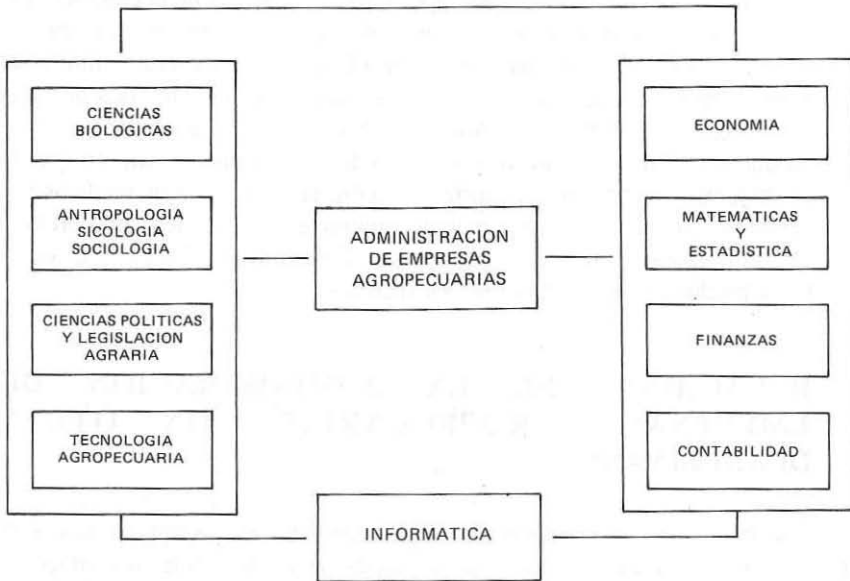 CIENCIAS
BIOLOGICAS
ANTROPOLOGIA
SICOLOGIA
SOCIOLOGIA
CIENCIAS POLITICAS
Y LEGISLACION
AGRARIA
TECNOLOGIA
AGROPECUARIA
ADMINISTRACION
DE EMPRESAS
AGROPECUARIAS
INFORMATICA
ECONOMIA
MATEMATICAS
Y
ESTADISTICA
FINANZAS
CONTABILIDAD